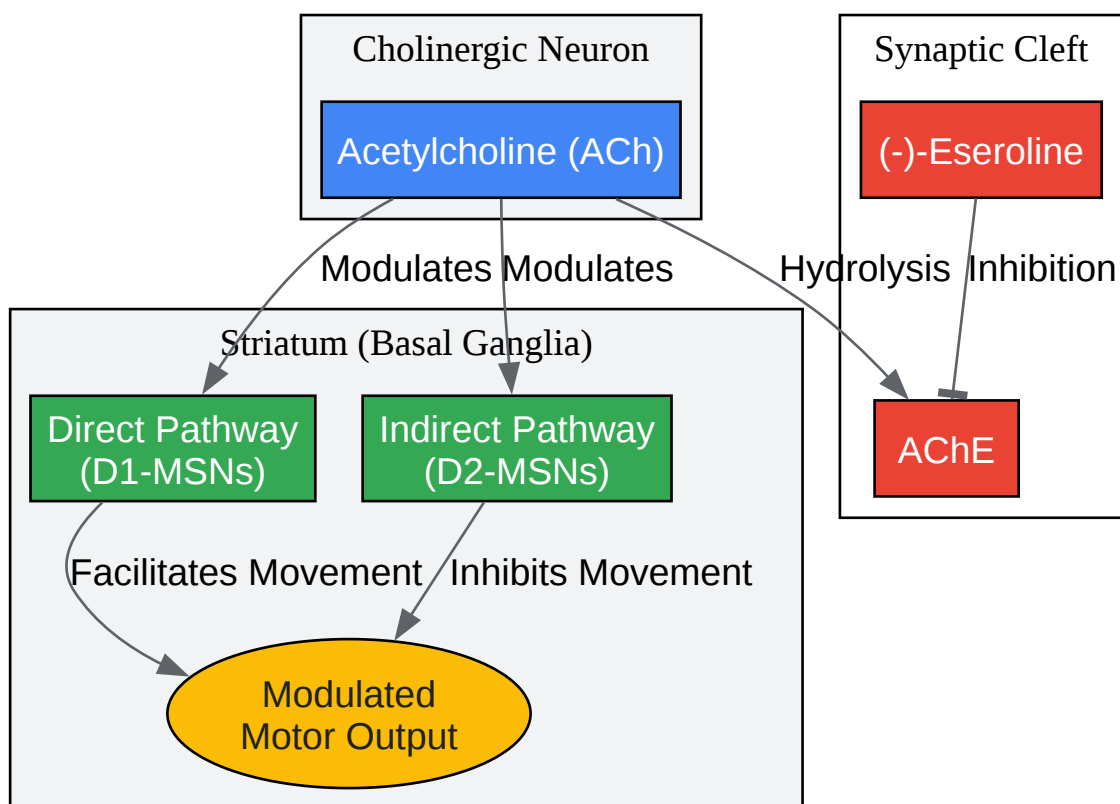 Cholinergic Neuron
Synaptic Cleft
Acetylcholine (ACh)
(-)-Eseroline
Modulates
Modulates
Hydrolysis
Inhibition
Striatum (Basal Ganglia)
Direct Pathway
(D1-MSNs)
Indirect Pathway
(D2-MSNs)
AChE
Facilitates Movement
Inhibits Movement
Modulated
Motor Output